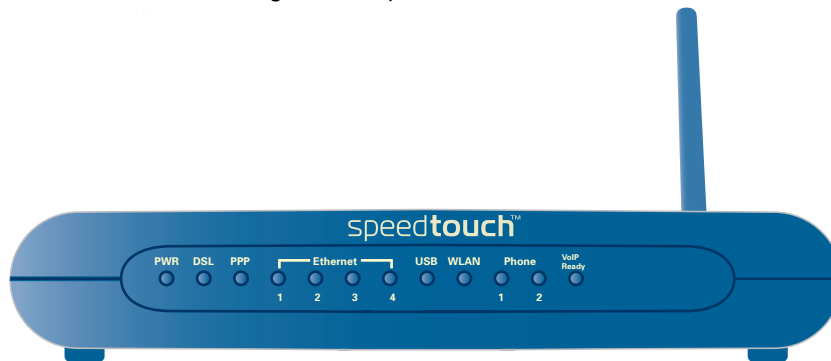 speedtouch™
PWR DSL PPP Ethernet USB WLAN Phone VoIP
Ready
1 2 3 4 1 2